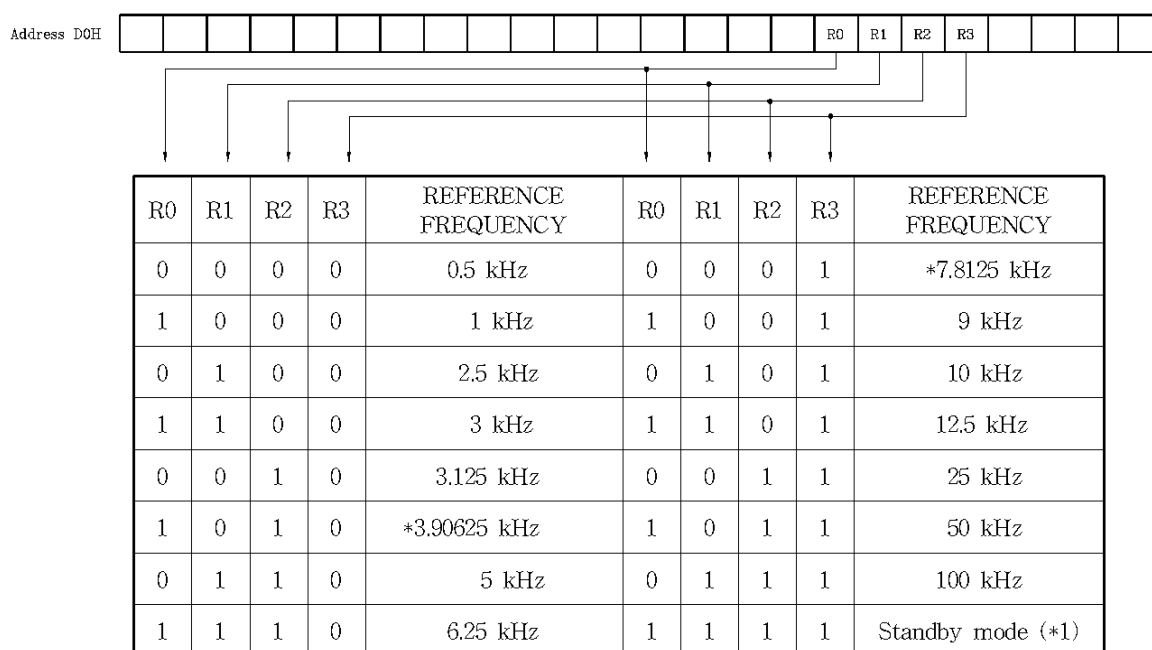 Address D0H R0 R1 R2 R3
R0 R1 R2 R3 REFERENCE FREQUENCY R0 R1 R2 R3 REFERENCE FREQUENCY
0 0 0 0 0.5 kHz 0 0 0 1 *7.8125 kHz
1 0 0 0 1 kHz 1 0 0 1 9 kHz
0 1 0 0 2.5 kHz 0 1 0 1 10 kHz
1 1 0 0 3 kHz 1 1 0 1 12.5 kHz
0 0 1 0 3.125 kHz 0 0 1 1 25 kHz
1 0 1 0 *3.90625 kHz 1 0 1 1 50 kHz
0 1 1 0 5 kHz 0 1 1 1 100 kHz
1 1 1 0 6.25 kHz 1 1 1 1 Standby mode (*1)